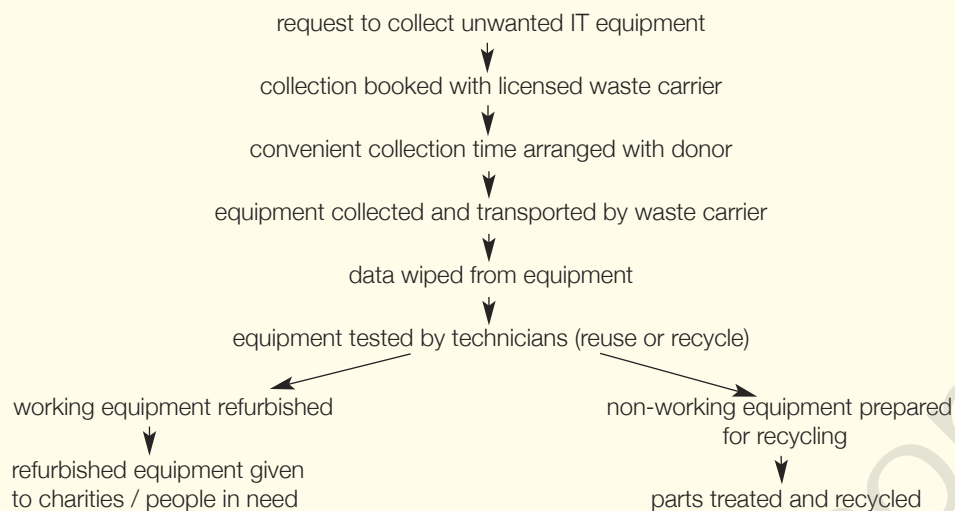 request to collect unwanted IT equipment
collection booked with licensed waste carrier
convenient collection time arranged with donor
equipment collected and transported by waste carrier
data wiped from equipment
equipment tested by technicians (reuse or recycle)
working equipment refurbished
refurbished equipment given
to charities / people in need
non-working equipment prepared
for recycling
parts treated and recycled